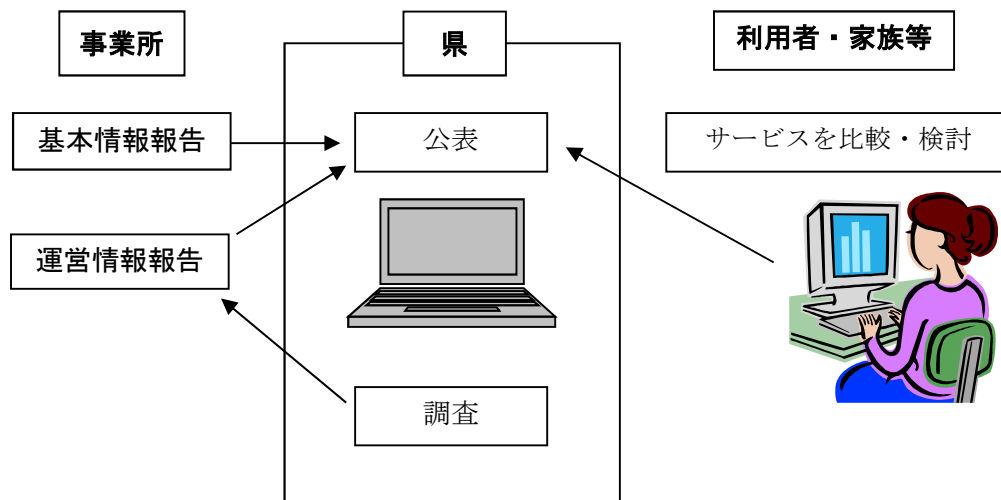 事業所
県
利用者・家族等
基本情報報告
公表
サービスを比較・検討
運営情報報告
調査